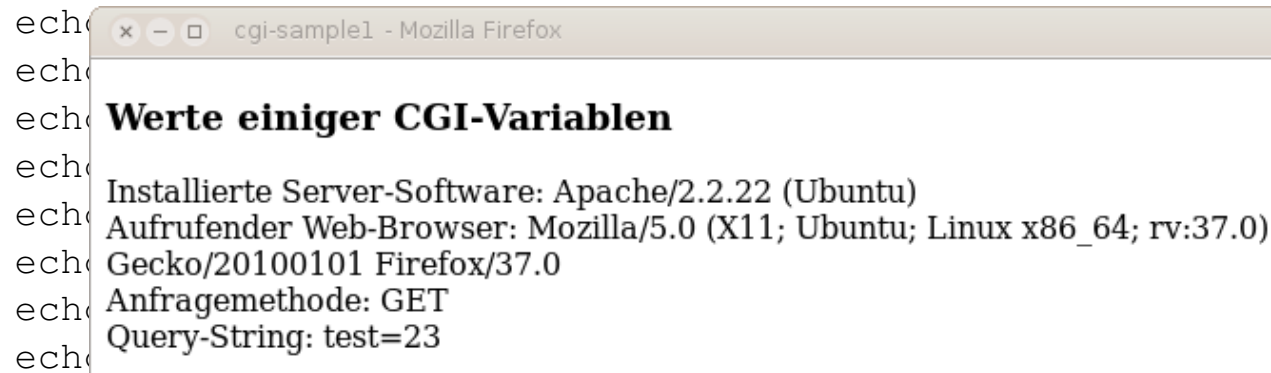 cgi-sample1 - Mozilla Firefox
Werte einiger CGI-Variablen
Installierte Server-Software: Apache/2.2.22 (Ubuntu)
Aufrufender Web-Browser: Mozilla/5.0 (X11; Ubuntu; Linux x86_64; rv:37.0)
Gecko/20100101 Firefox/37.0
Anfragemethode: GET
Query-String: test=23